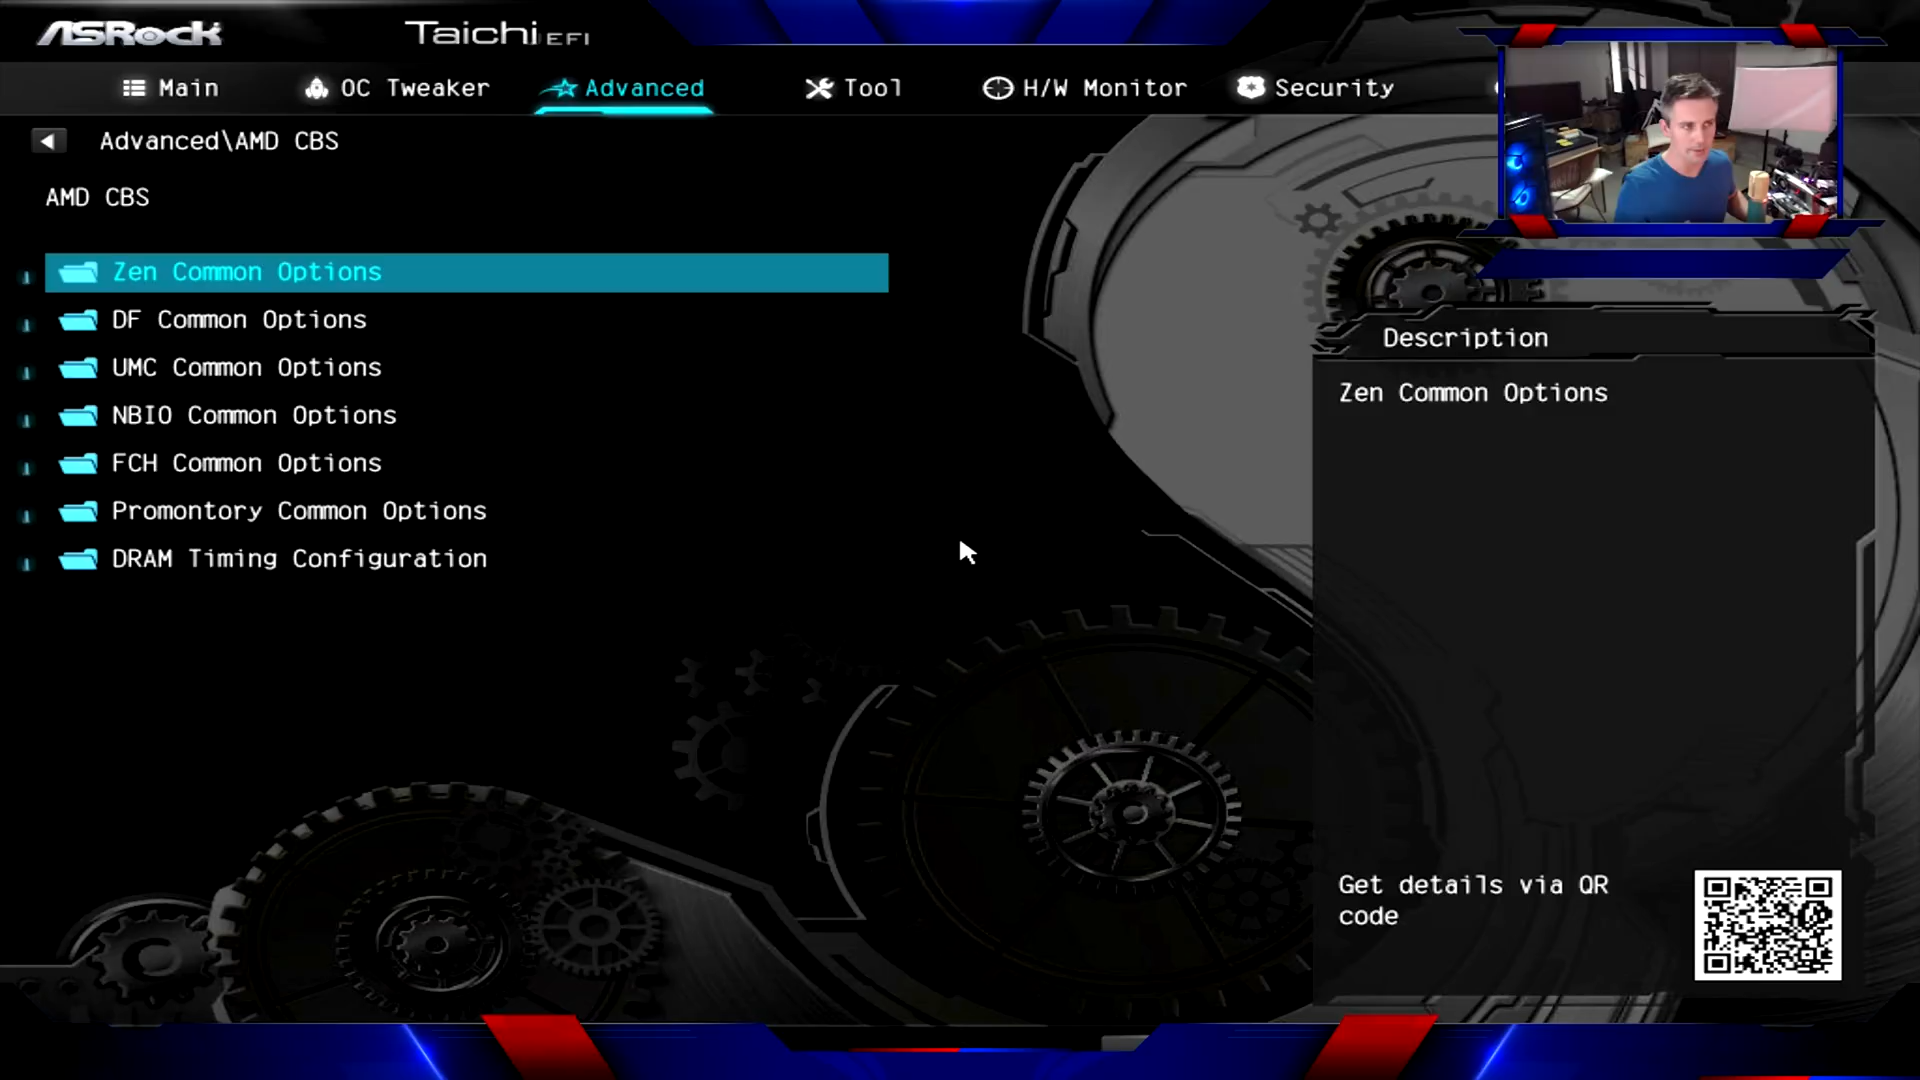 ASRock
Taichi EFI
Main
OC Tweaker
Advanced
Tool
H/W Monitor
Security
Advanced\AMD CBS
AMD CBS
Zen Common Options
DF Common Options
UMC Common Options
NBIO Common Options
FCH Common Options
Promontory Common Options
DRAM Timing Configuration
Description
Zen Common Options
Get details via QR
code